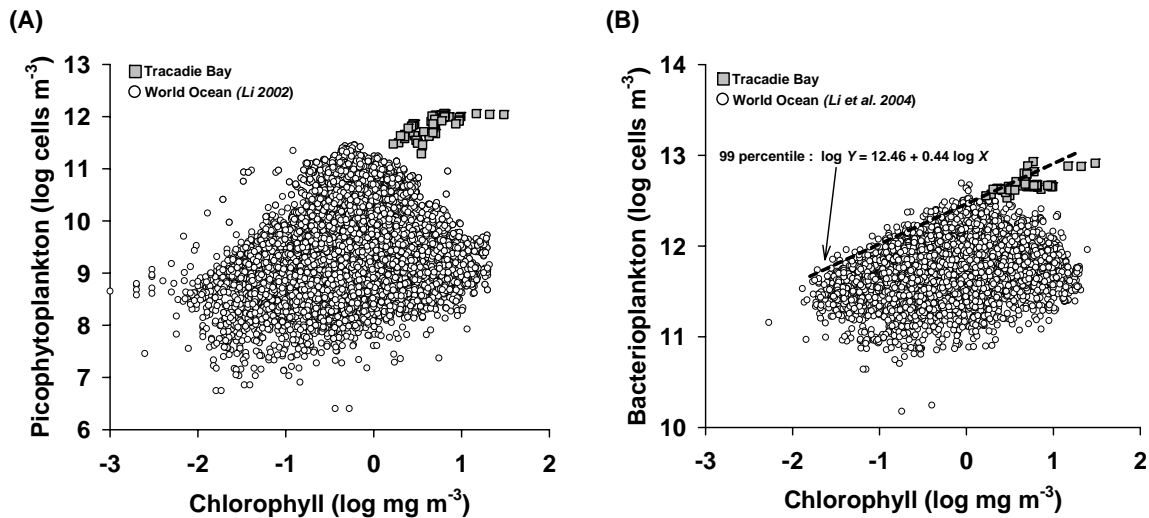 (A)
Picophytoplankton (log cells m⁻³)
13
12
11
10
9
8
7
6
Tracadie Bay
World Ocean (Li 2002)
-3 -2 -1 0 1 2
Chlorophyll (log mg m⁻³)
(B)
Bacterioplankton (log cells m⁻³)
14
13
12
11
10
Tracadie Bay
World Ocean (Li et al. 2004)
99 percentile : log Y = 12.46 + 0.44 log X
-3 -2 -1 0 1 2
Chlorophyll (log mg m⁻³)